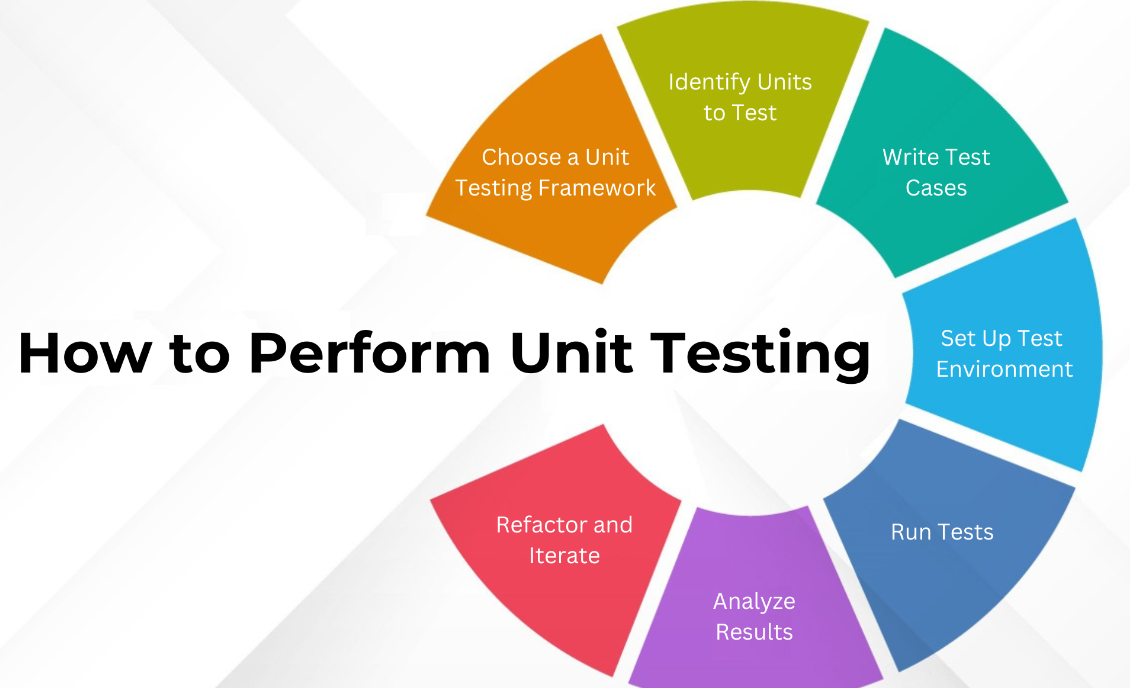 How to Perform Unit Testing
Choose a Unit
Testing Framework
Identify Units
to Test
Write Test
Cases
Set Up Test
Environment
Run Tests
Analyze
Results
Refactor and
Iterate